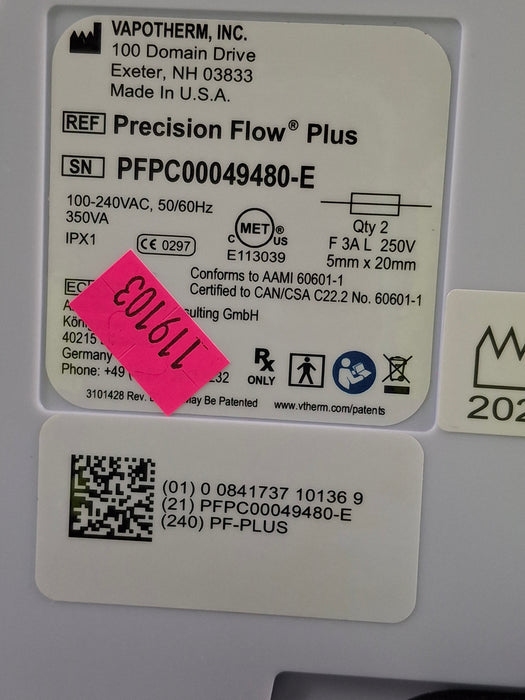 VAPOTHERM, INC.
100 Domain Drive
Exeter, NH 03833
Made In U.S.A.
REF Precision Flow® Plus
SN PFPC00049480-E
100-240VAC, 50/60Hz
350VA
IPX1
CE 0297
C MET ® US
E113039
Qty 2
F 3A L 250V
5mm x 20mm
Conforms to AAMI 60601-1
Certified to CAN/CSA C22.2 No. 60601-1
EC
sulting GmbH
40215
Germany
Phone: +49
232
119103
Rx ONLY
3101428 Rev.
ay Be Patented
www.vtherm.com/patents
202
(01) 0 0841737 10136 9
(21) PFPC00049480-E
(240) PF-PLUS